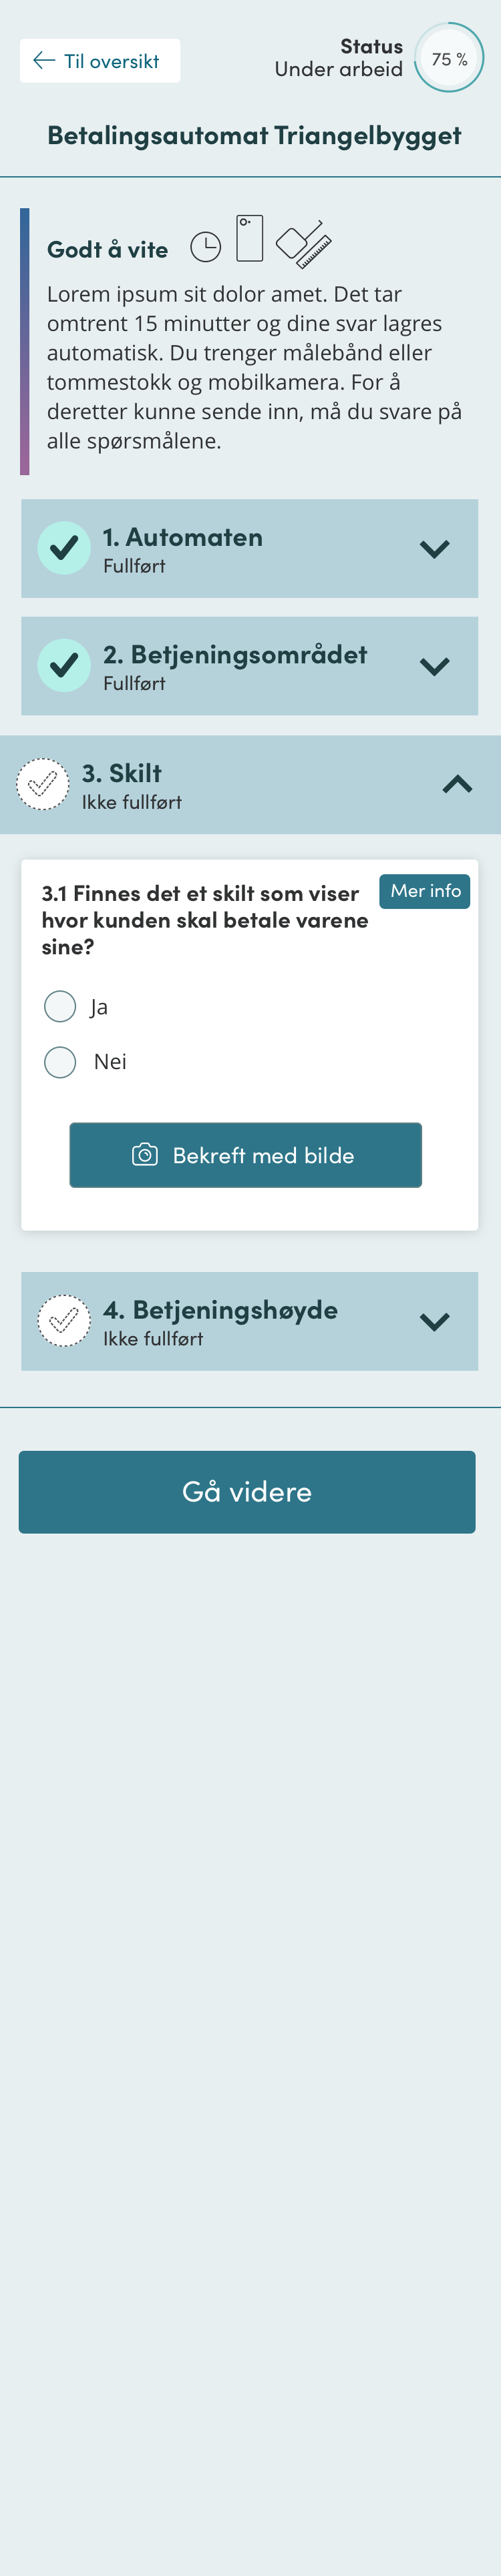 Til oversikt
Status
Under arbeid
75 %
Betalingsautomat Triangelbygget
Godt å vite
Lorem ipsum sit dolor amet. Det tar
omtrent 15 minutter og dine svar lagres
automatisk. Du trenger målebånd eller
tommestokk og mobilkamera. For å
deretter kunne sende inn, må du svare på
alle spørsmålene.
1. Automaten
Fullført
2. Betjeningsområdet
Fullført
3. Skilt
Ikke fullført
3.1 Finnes det et skilt som viser
hvor kunden skal betale varene
sine?
Mer info
Ja
Nei
Bekreft med bilde
4. Betjeningshøyde
Ikke fullført
Gå videre